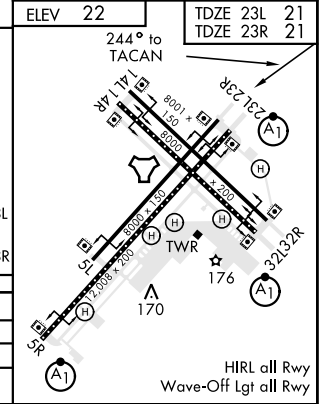 ELEV 22
TDZE 23L 21
TDZE 23R 21
244° to
TACAN
14L 14R
8001 x
150
8000
x 200
23L 23R
A1
H
8000 x 150
H
H
TWR
5L
12,008 x 200
176
32L 32R
A1
170
H
5R
A1
HIRL all Rwy
Wave-Off Lgt all Rwy